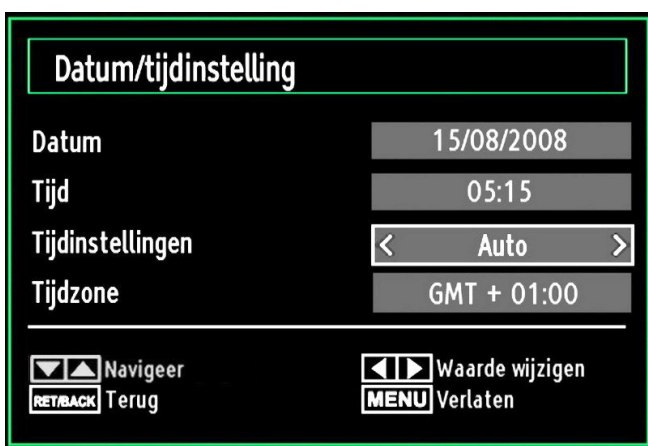 Datum/tijdinstelling
Datum 15/08/2008
Tijd 05:15
Tijdinstellingen < Auto >
Tijdzone GMT + 01:00
Navigeer Waarde wijzigen
RET/BACK Terug MENU Verlaten